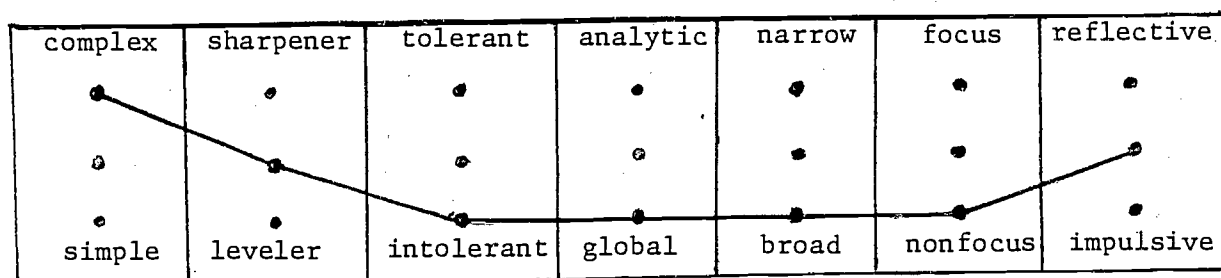 complex sharpener tolerant analytic narrow focus reflective
simple leveler intolerant global broad nonfocus impulsive